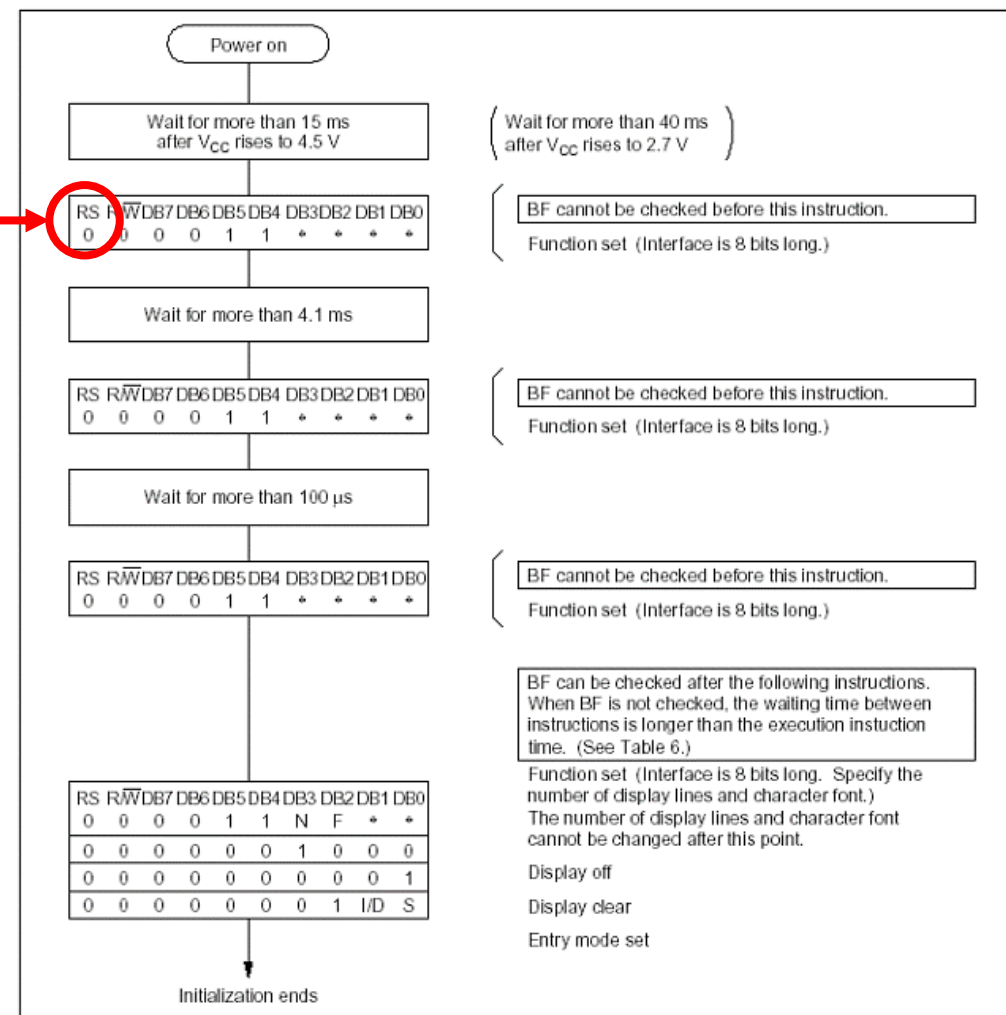 Power on
Wait for more than 15 ms
after VCC rises to 4.5 V
Wait for more than 40 ms
after VCC rises to 2.7 V
RS R/W DB7 DB6 DB5 DB4 DB3 DB2 DB1 DB0
0 0 0 0 1 1 * * * *
BF cannot be checked before this instruction.
Function set (Interface is 8 bits long.)
Wait for more than 4.1 ms
RS R/W DB7 DB6 DB5 DB4 DB3 DB2 DB1 DB0
0 0 0 0 1 1 * * * *
BF cannot be checked before this instruction.
Function set (Interface is 8 bits long.)
Wait for more than 100 µs
RS R/W DB7 DB6 DB5 DB4 DB3 DB2 DB1 DB0
0 0 0 0 1 1 * * * *
BF cannot be checked before this instruction.
Function set (Interface is 8 bits long.)
BF can be checked after the following instructions.
When BF is not checked, the waiting time between
instructions is longer than the execution instuction
time. (See Table 6.)
RS R/W DB7 DB6 DB5 DB4 DB3 DB2 DB1 DB0
0 0 0 0 1 1 N F * *
0 0 0 0 0 0 1 0 0 0
0 0 0 0 0 0 0 0 0 1
0 0 0 0 0 0 0 1 I/D S
Function set (Interface is 8 bits long. Specify the
number of display lines and character font.)
The number of display lines and character font
cannot be changed after this point.
Display off
Display clear
Entry mode set
Initialization ends